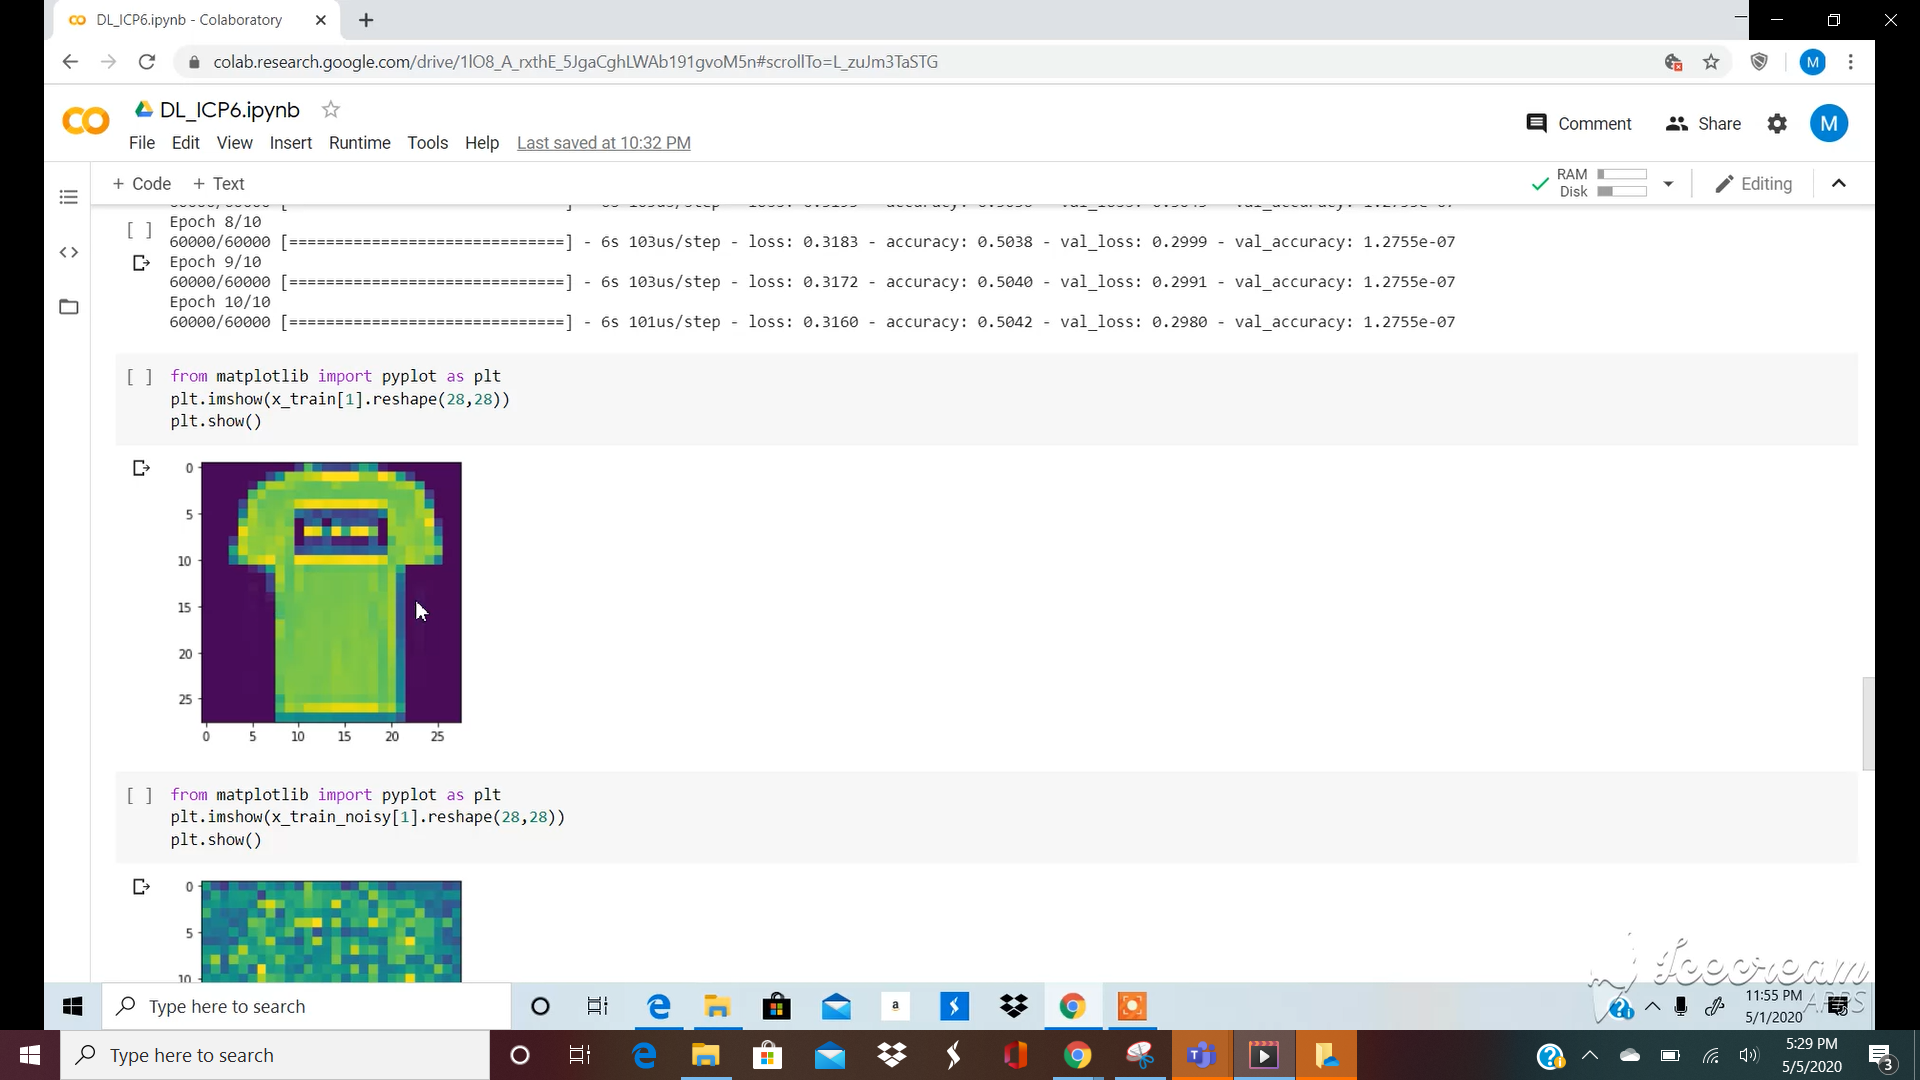 DL_ICP6.ipynb - Colaboratory
colab.research.google.com/drive/1lO8_A_rxthE_5JgaCghLWAb191gvoM5n#scrollTo=L_zuJm3TaSTG
M
DL_ICP6.ipynb
Comment
Share
M
File Edit View Insert Runtime Tools Help Last saved at 10:32 PM
+ Code + Text
RAM
Disk
Editing
Epoch 8/10
[ ]
60000/60000 [==============================] - 6s 103us/step - loss: 0.3183 - accuracy: 0.5038 - val_loss: 0.2999 - val_accuracy: 1.2755e-07
Epoch 9/10
60000/60000 [==============================] - 6s 103us/step - loss: 0.3172 - accuracy: 0.5040 - val_loss: 0.2991 - val_accuracy: 1.2755e-07
Epoch 10/10
60000/60000 [==============================] - 6s 101us/step - loss: 0.3160 - accuracy: 0.5042 - val_loss: 0.2980 - val_accuracy: 1.2755e-07
[ ] from matplotlib import pyplot as plt
plt.imshow(x_train[1].reshape(28,28))
plt.show()
0
5
10
15
20
25
0 5 10 15 20 25
[ ] from matplotlib import pyplot as plt
plt.imshow(x_train_noisy[1].reshape(28,28))
plt.show()
0
5
10
Icecream
APPS
Type here to search
a
11:55 PM
5/1/2020
Type here to search
5:29 PM
5/5/2020
3